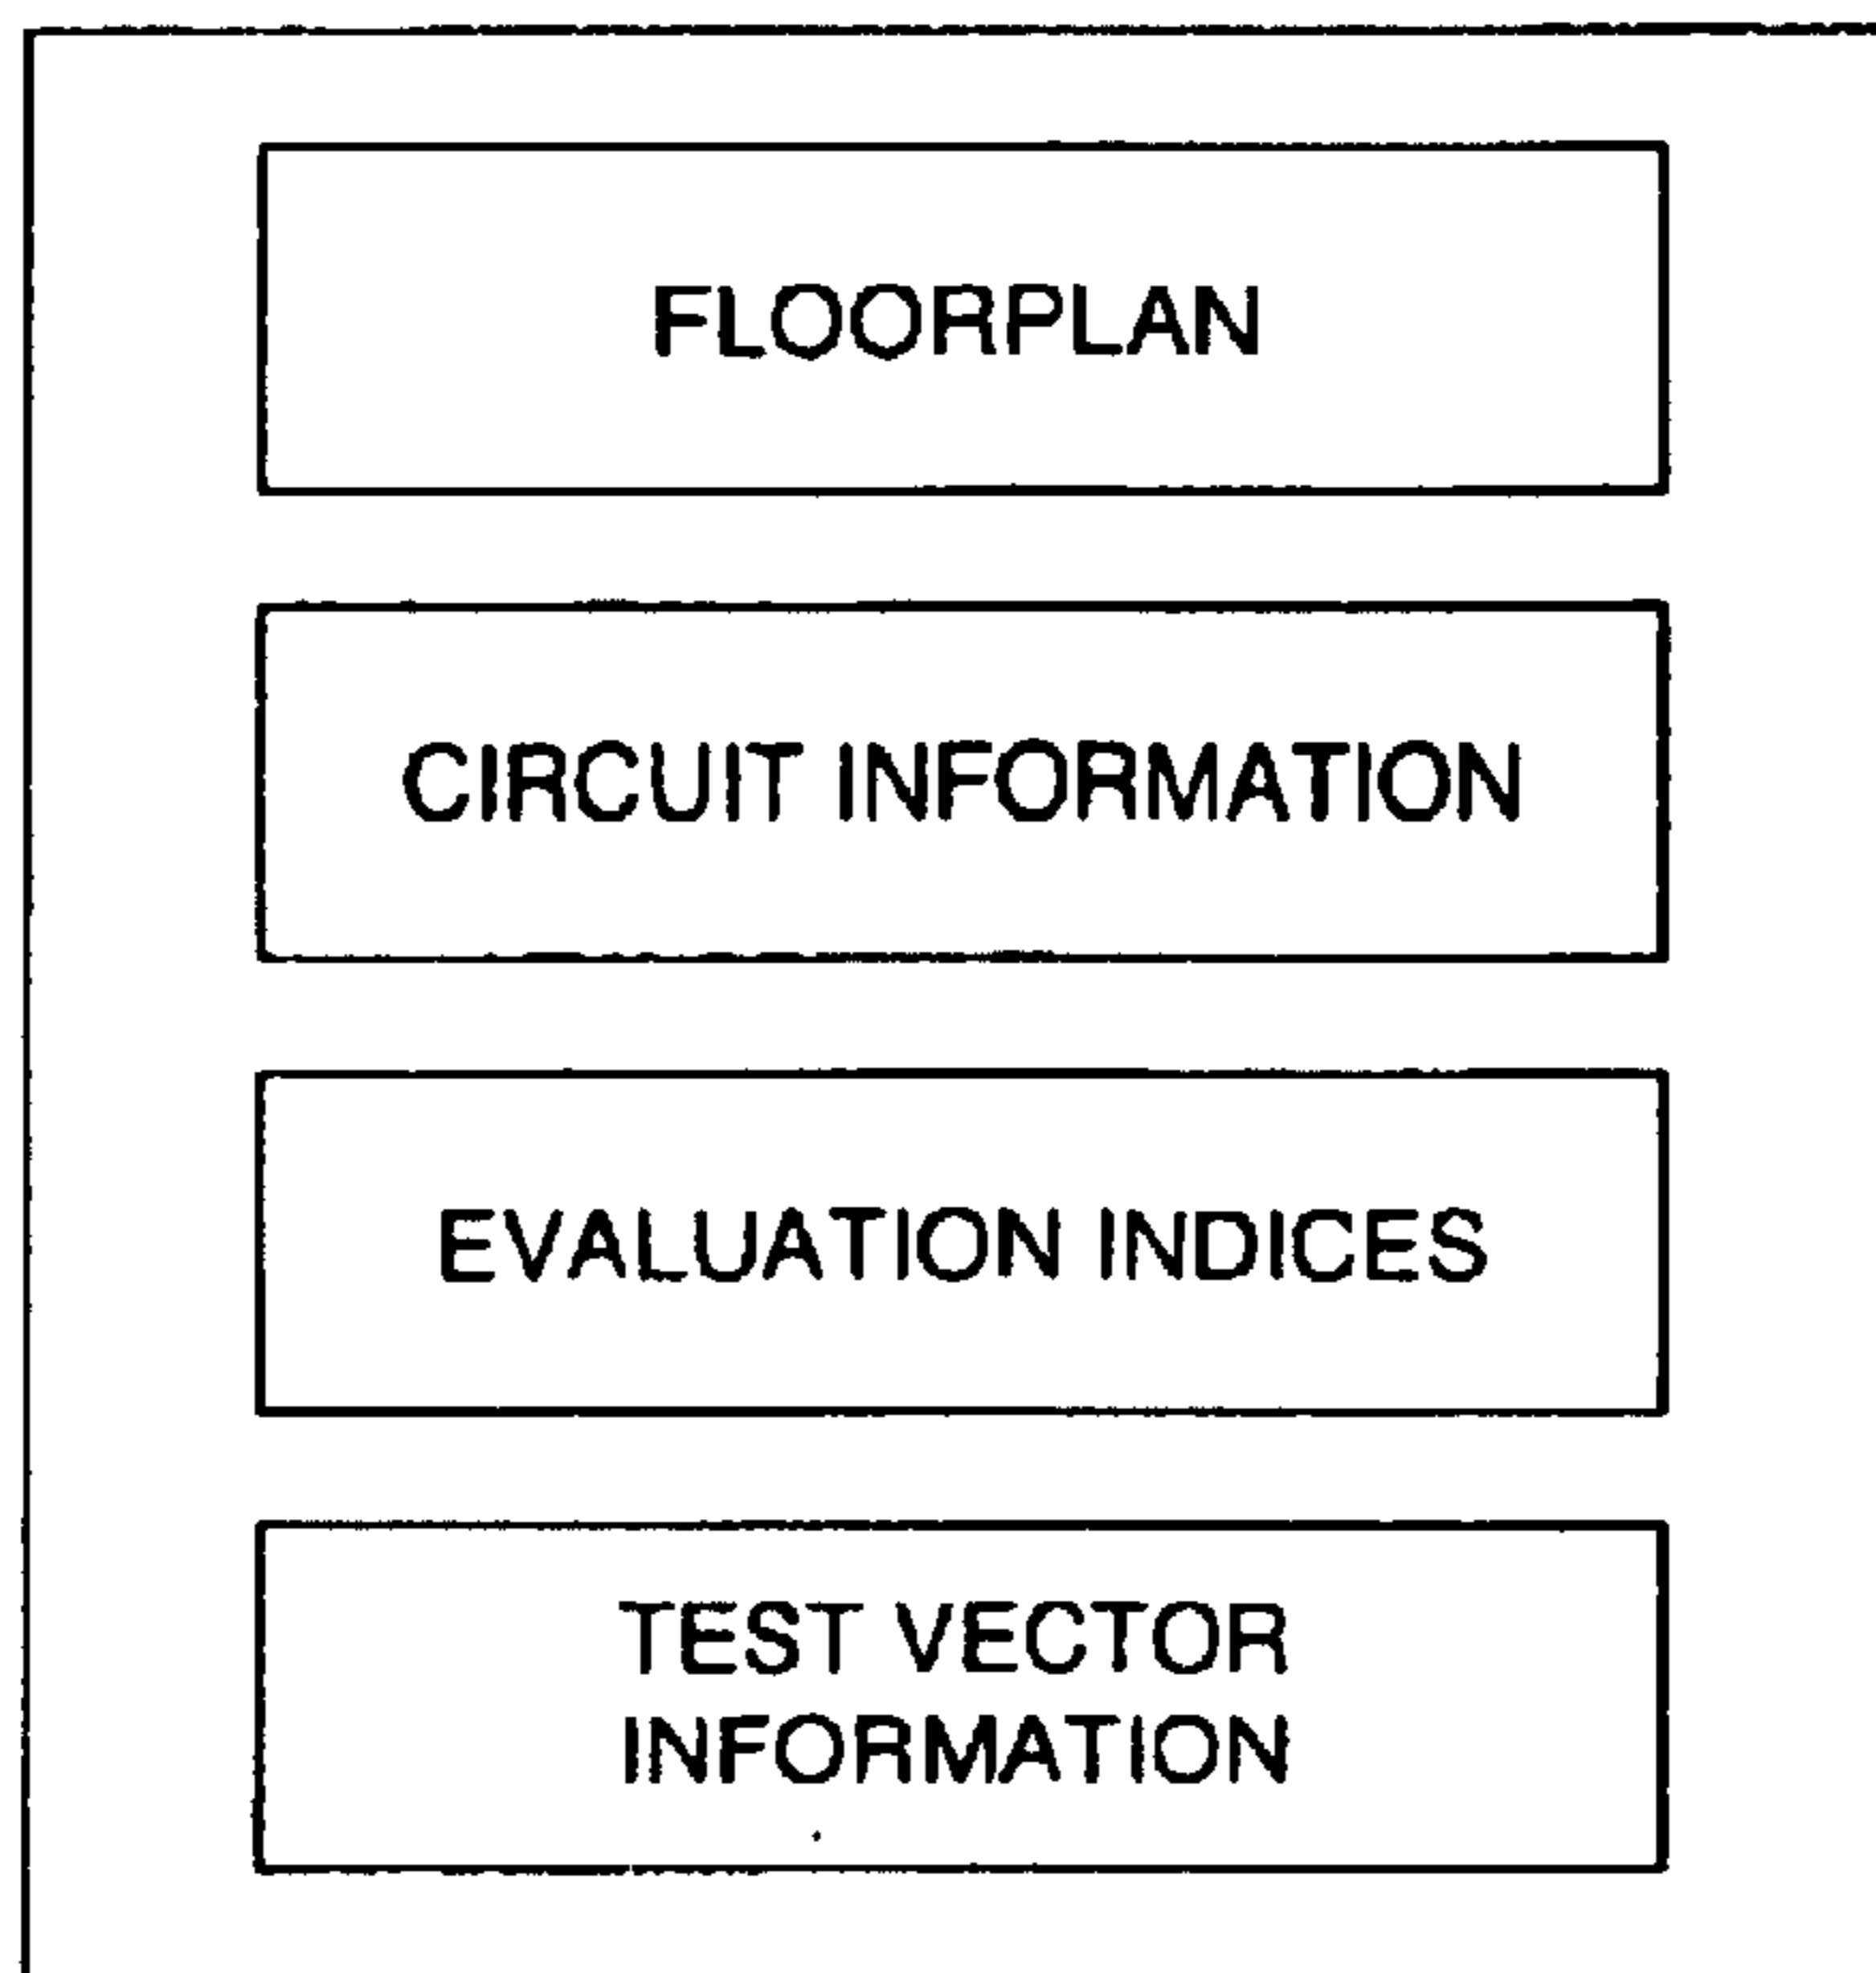 FLOORPLAN
CIRCUIT INFORMATION
EVALUATION INDICES
TEST VECTOR
INFORMATION